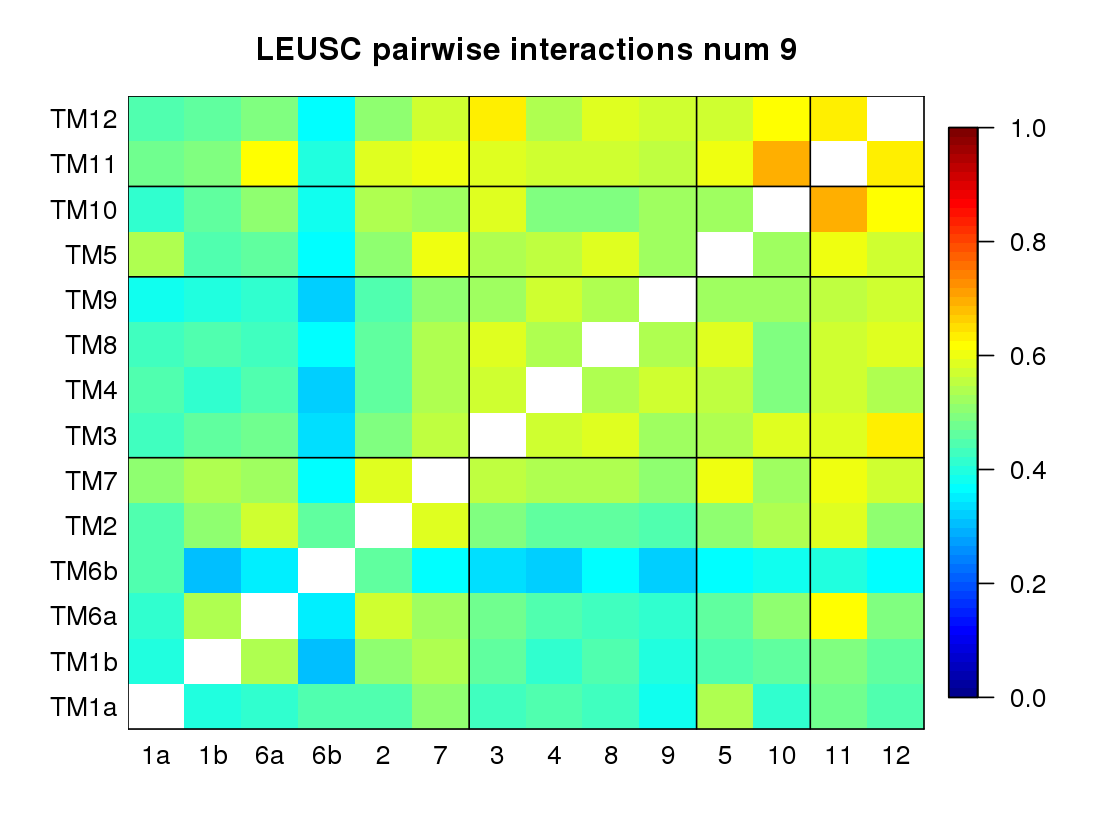 LEUSC pairwise interactions num 9
TM12
TM11
TM10
TM5
TM9
TM8
TM4
TM3
TM7
TM2
TM6b
TM6a
TM1b
TM1a
1a 1b 6a 6b 2 7 3 4 8 9 5 10 11 12
1.0
0.8
0.6
0.4
0.2
0.0